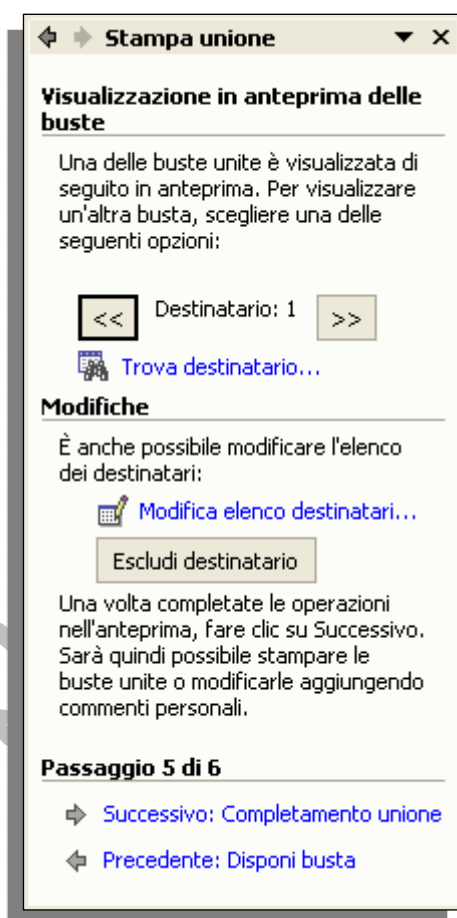 Stampa unione
Visualizzazione in anteprima delle
buste
Una delle buste unite è visualizzata di
seguito in anteprima. Per visualizzare
un'altra busta, scegliere una delle
seguenti opzioni:
<< Destinatario: 1 >>
Trova destinatario...
Modifiche
È anche possibile modificare l'elenco
dei destinatari:
Modifica elenco destinatari...
Escludi destinatario
Una volta completate le operazioni
nell'anteprima, fare clic su Successivo.
Sarà quindi possibile stampare le
buste unite o modificarle aggiungendo
commenti personali.
Passaggio 5 di 6
Successivo: Completamento unione
Precedente: Disponi busta